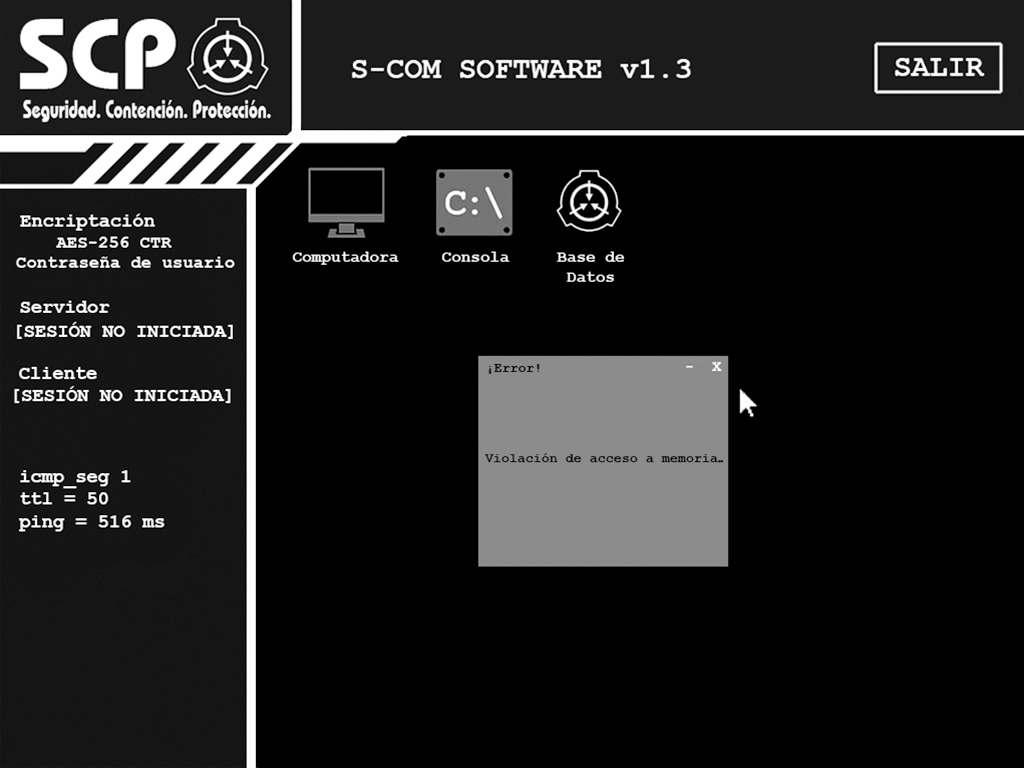 SCP
Seguridad. Contención. Protección.
S-COM SOFTWARE v1.3
SALIR
Encriptación
AES-256 CTR
Contraseña de usuario
Servidor
[SESIÓN NO INICIADA]
Cliente
[SESIÓN NO INICIADA]
icmp_seg 1
ttl = 50
ping = 516 ms
C:\
Computadora
Consola
Base de
Datos
¡Error!
- X
Violación de acceso a memoria…